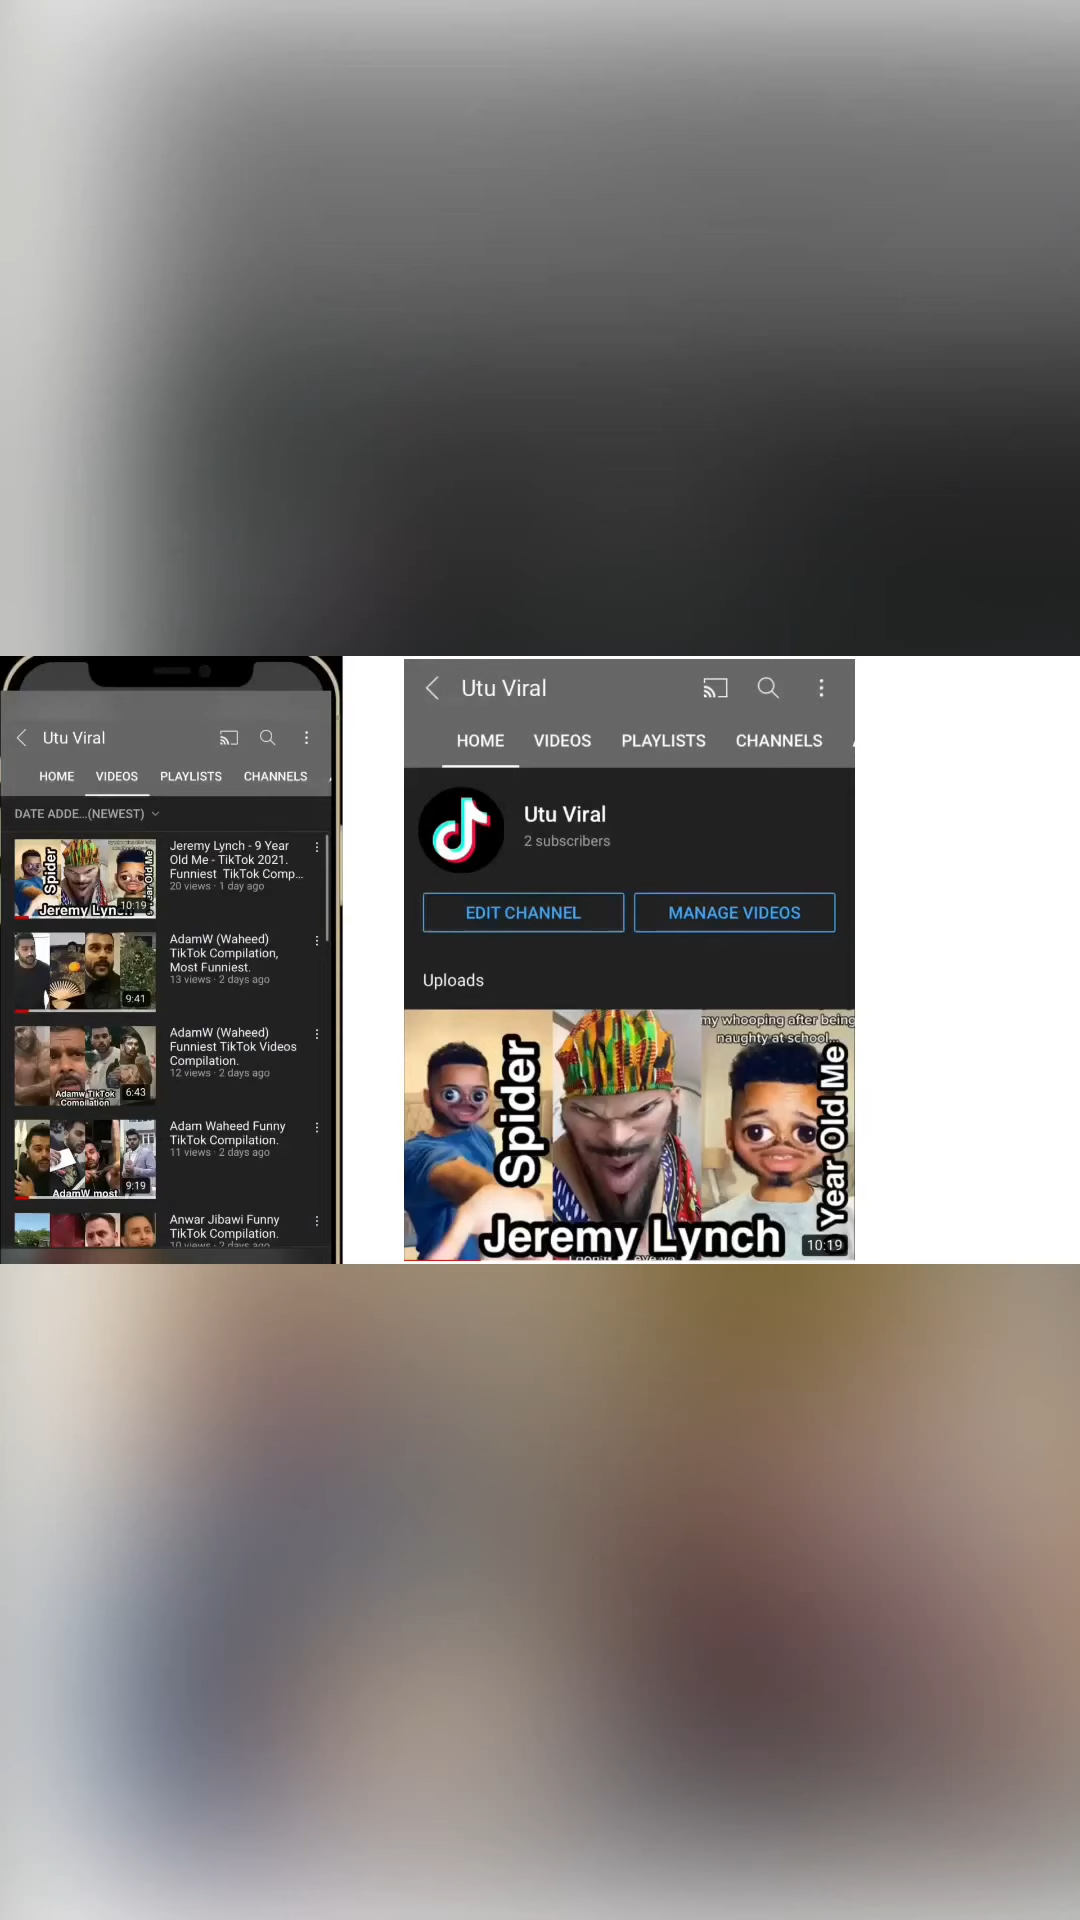 Utu Viral
HOME VIDEOS PLAYLISTS CHANNELS
DATE ADDE...(NEWEST)
Spider
Jeremy Lyn
10:19
Jeremy Lynch - 9 Year
Old Me - TikTok 2021.
Funniest TikTok Comp...
20 views · 1 day ago
9:41
AdamW (Waheed)
TikTok Compilation,
Most Funniest.
13 views · 2 days ago
Adamw TikTok
Compilation
6:43
AdamW (Waheed)
Funniest TikTok Videos
Compilation.
12 views · 2 days ago
AdamW most
9:19
Adam Waheed Funny
TikTok Compilation.
11 views · 2 days ago
Anwar Jibawi Funny
TikTok Compilation.
10 views · 2 days ago
Utu Viral
HOME VIDEOS PLAYLISTS CHANNELS
Utu Viral
2 subscribers
EDIT CHANNEL MANAGE VIDEOS
Uploads
my whooping after being
naughty at school...
Spider
Year Old Me
Jeremy Lynch
10:19